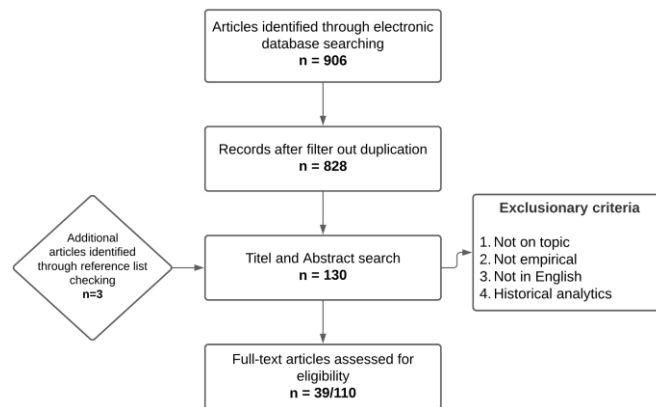 Articles identified through electronic
database searching
n = 906
Records after filter out duplication
n = 828
Additional
articles identified
through reference list
checking
n=3
Titel and Abstract search
n = 130
Exclusionary criteria
1. Not on topic
2. Not empirical
3. Not in English
4. Historical analytics
Full-text articles assessed for
eligibility
n = 39/110